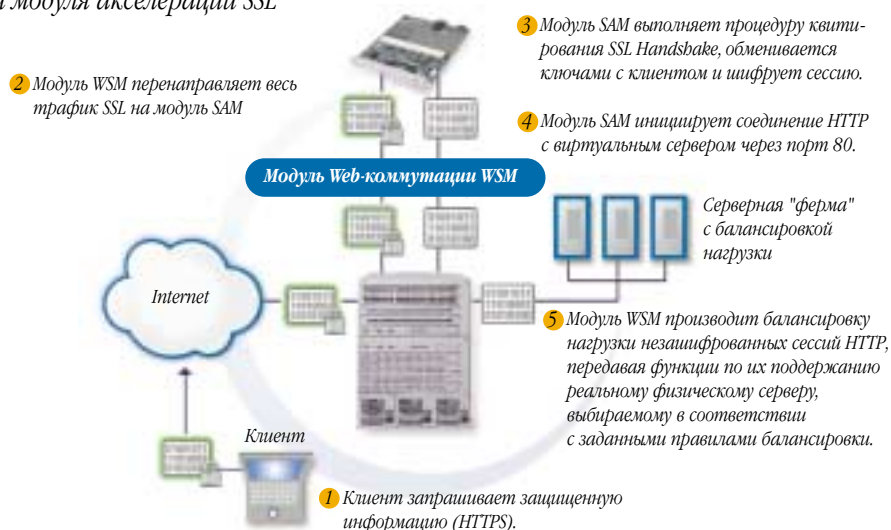 модуля акселерации SSL
3 Модуль SAM выполняет процедуру квити-
рования SSL Handshake, обменивается
ключами с клиентом и шифрует сессию.
2 Модуль WSM перенаправляет весь
трафик SSL на модуль SAM
4 Модуль SAM инициирует соединение HTTP
с виртуальным сервером через порт 80.
Модуль Web-коммутации WSM
Серверная "ферма"
с балансировкой
нагрузки
Internet
5 Модуль WSM производит балансировку
нагрузки незашифрованных сессий HTTP,
передавая функции по их поддержанию
реальному физическому серверу,
выбираемому в соответствии
с заданными правилами балансировки.
Клиент
1 Клиент запрашивает защищенную
информацию (HTTPS).